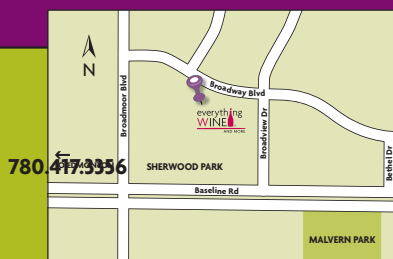 N
Broadmoor Blvd
Broadway Blvd
everything
WINE
AND MORE
Broadview Dr
Bethel Dr
780.417.5556
SHERWOOD PARK
Baseline Rd
MALVERN PARK